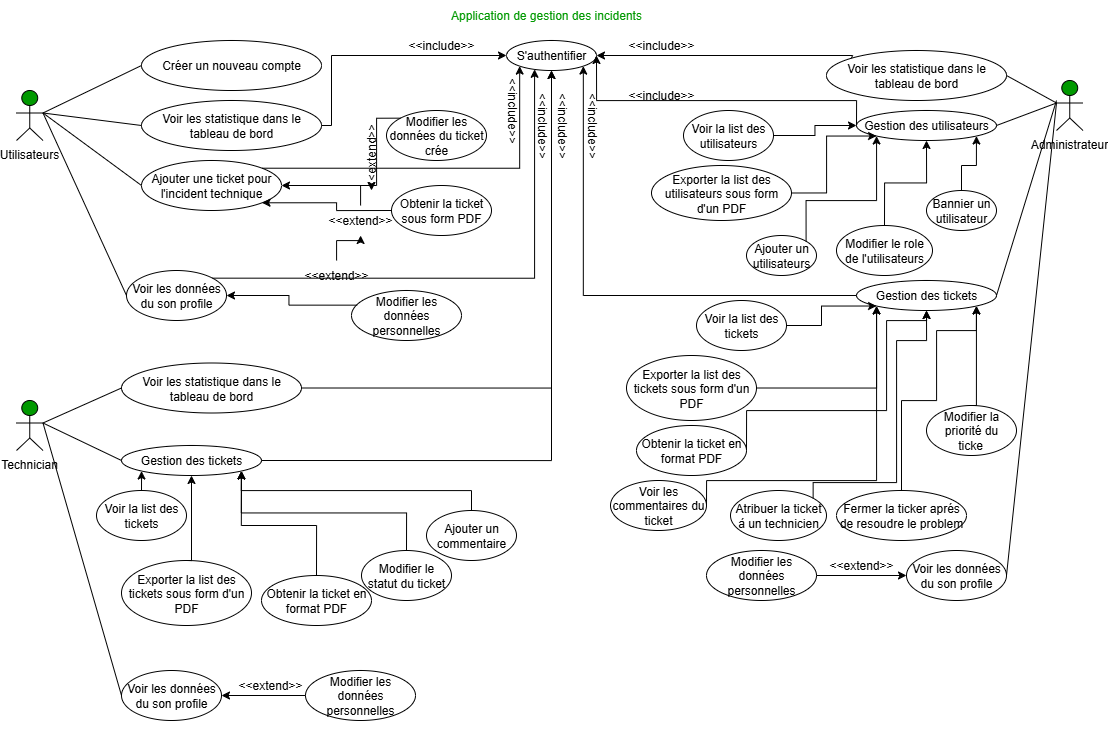 Application de gestion des incidents
<<include>>
S'authentifier
<<include>>
Créer un nouveau compte
Voir les statistique dans le
tableau de bord
Utilisateurs
Voir les statistique dans le
tableau de bord
<<include>>
<<include>>
<<include>>
<<include>>
<<include>>
Administrateur
Modifier les
données du ticket
crée
<<extend>>
Ajouter une ticket pour
l'incident technique
Obtenir la ticket
sous form PDF
<<extend>>
<<extend>>
Voir les données
du son profile
Modifier les
données
personnelles
Voir la list des
utilisateurs
Gestion des utilisateurs
Exporter la list des
utilisateurs sous form
d'un PDF
Bannier un
utilisateur
Ajouter un
utilisateurs
Modifier le role
de l'utilisateurs
Gestion des tickets
Voir la list des
tickets
Exporter la list des
tickets sous form d'un
PDF
Modifier la
priorité du
ticke
Obtenir la ticket en
format PDF
Voir les
commentaires du
ticket
Atribuer la ticket
á un technicien
Fermer la ticker aprés
de resoudre le problem
Modifier les
données
personnelles
<<extend>>
Voir les données
du son profile
Voir les statistique dans le
tableau de bord
Technician
Gestion des tickets
Voir la list des
tickets
Ajouter un
commentaire
Exporter la list des
tickets sous form d'un
PDF
Obtenir la ticket en
format PDF
Modifier le
statut du ticket
Voir les données
du son profile
<<extend>>
Modifier les
données
personnelles